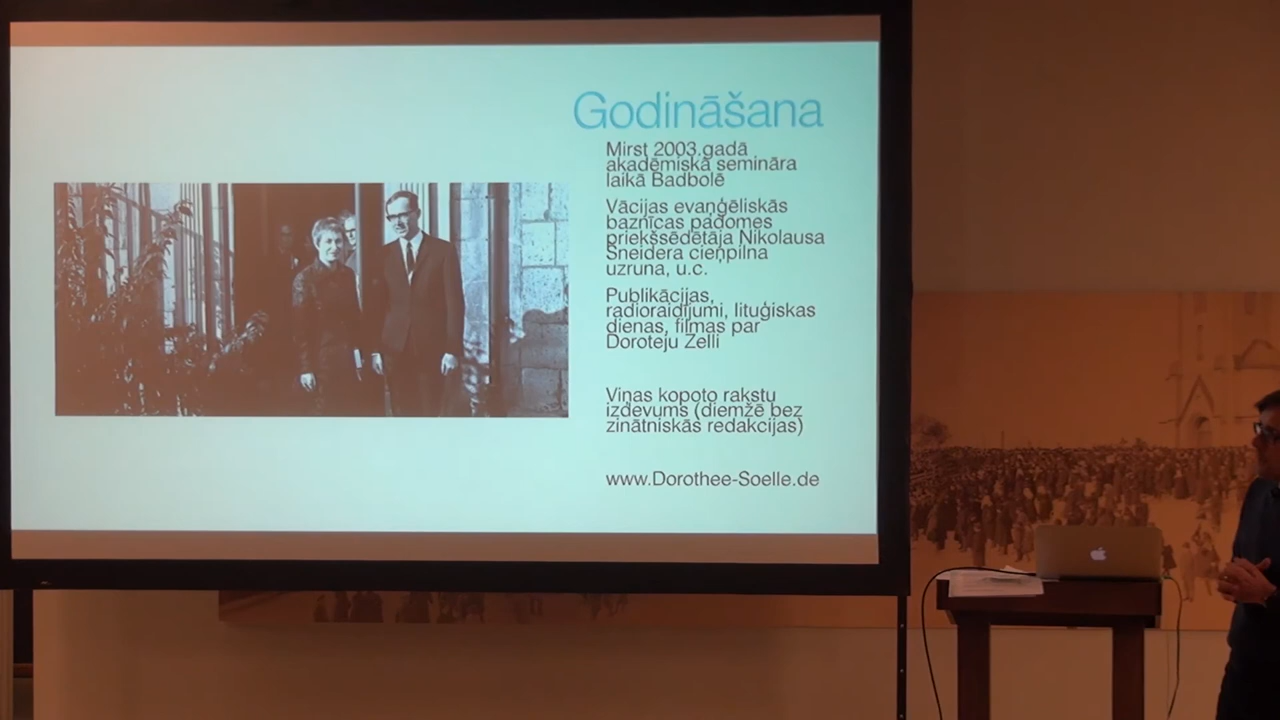 Godināšana
Mirst 2003.gadā
akadēmiskā semināra
laikā Badbolē
Vācijas evaņģēliskās
baznīcas padomes
priekšsēdētāja Nikolausa
Šneidera cieņpilna
uzruna, u.c.
Publikācijas,
radioraidījumi, lituģiskas
dienas, filmas par
Doroteju Zelli
Viņas kopoto rakstu
izdevums (diemžē bez
zinātniskās redakcijas)
www.Dorothee-Soelle.de